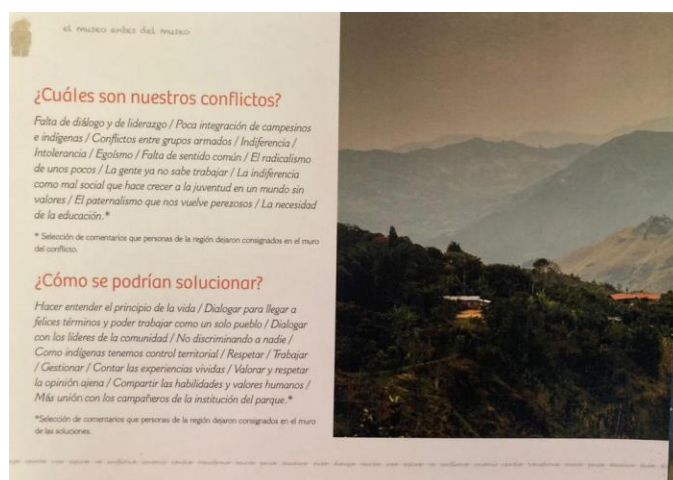 el museo antes del museo
¿Cuáles son nuestros conflictos?
Falta de diálogo y de liderazgo / Poca integración de campesinos
e indígenas / Conflictos entre grupos armados / Indiferencia /
Intolerancia / Egoísmo / Falta de sentido común / El radicalismo
de unos pocos / La gente ya no sabe trabajar / La indiferencia
como mal social que hace crecer a la juventud en un mundo sin
valores / El paternalismo que nos vuelve perezosos / La necesidad
de la educación.*
* Selección de comentarios que personas de la región dejaron consignados en el muro
del conflicto.
¿Cómo se podrían solucionar?
Hacer entender el principio de la vida / Dialogar para llegar a
felices términos y poder trabajar como un solo pueblo / Dialogar
con los líderes de la comunidad / No discriminando a nadie /
Como indígenas tenemos control territorial / Respetar / Trabajar
/ Gestionar / Contar las experiencias vividas / Valorar y respetar
la opinión ajena / Compartir las habilidades y valores humanos /
Más unión con los campañeros de la institución del parque.*
*Selección de comentarios que personas de la región dejaron consignados en el muro
de las soluciones.